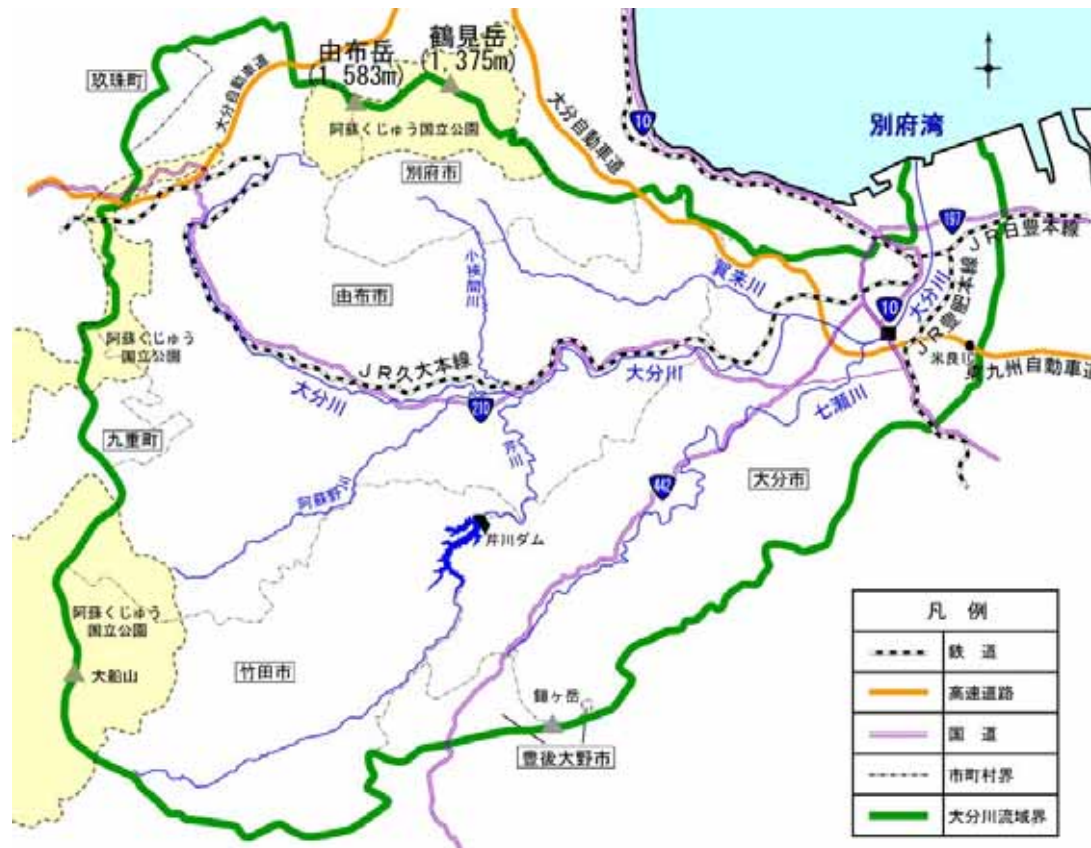 鶴見岳
(1,375m)
由布岳
(1,583m)
玖珠町
大分自動車道
阿蘇くじゅう国立公園
大分自動車道
10
別府湾
別府市
197
ＪＲ日豊本線
小挾間川
賀来川
大分川
由布市
10
ＪＲ豊肥本線
米良IC
東九州自動車道
阿蘇くじゅう
国立公園
ＪＲ久大本線
大分川
大分川
210
七瀬川
九重町
芹川
阿蘇野川
442
大分市
芹川ダム
阿蘇くじゅう
国立公園
大船山
竹田市
鎧ヶ岳
豊後大野市
凡 例
鉄 道
高速道路
国 道
市町村界
大分川流域界